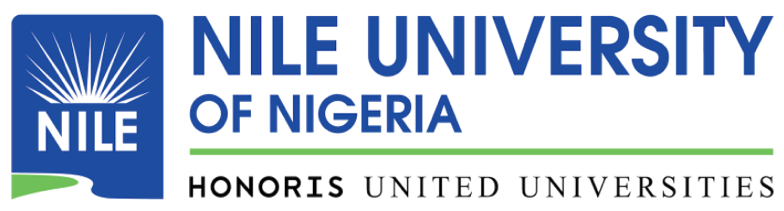 NILE
NILE UNIVERSITY
OF NIGERIA
HONORIS UNITED UNIVERSITIES